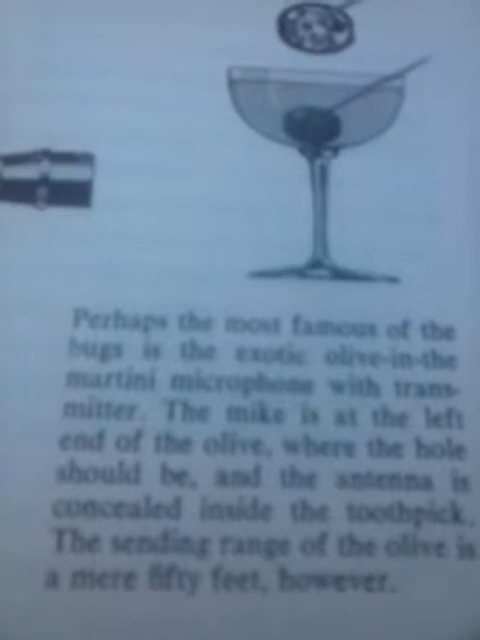 Perhaps the most famous of the
bugs is the exotic olive-in-the
martini microphone with trans-
mitter. The mike is at the left
end of the olive, where the hole
should be, and the antenna is
concealed inside the toothpick.
The sending range of the olive is
a mere fifty feet, however.